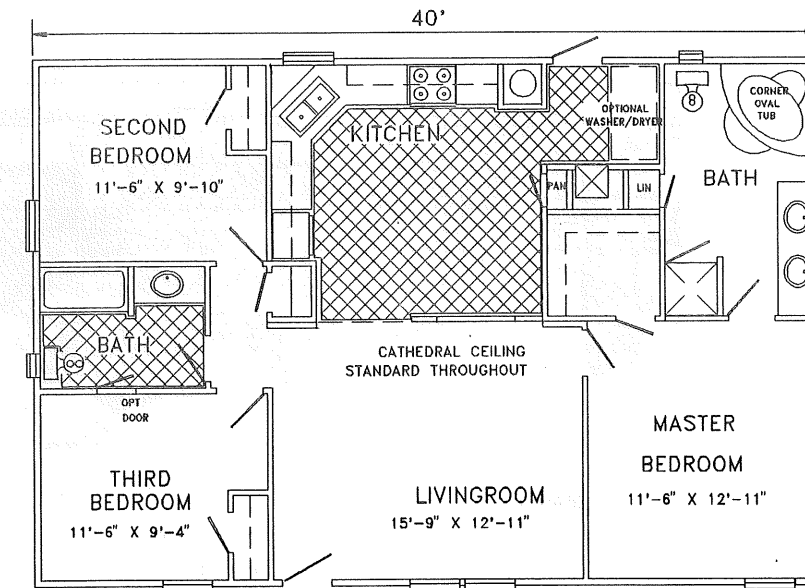 40'
SECOND
BEDROOM
11'-6" X 9'-10"
KITCHEN
OPTIONAL
WASHER/DRYER
CORNER
OVAL
TUB
PAN
LIN
BATH
BATH
OPT
DOOR
CATHEDRAL CEILING
STANDARD THROUGHOUT
THIRD
BEDROOM
11'-6" X 9'-4"
LIVINGROOM
15'-9" X 12'-11"
MASTER
BEDROOM
11'-6" X 12'-11"